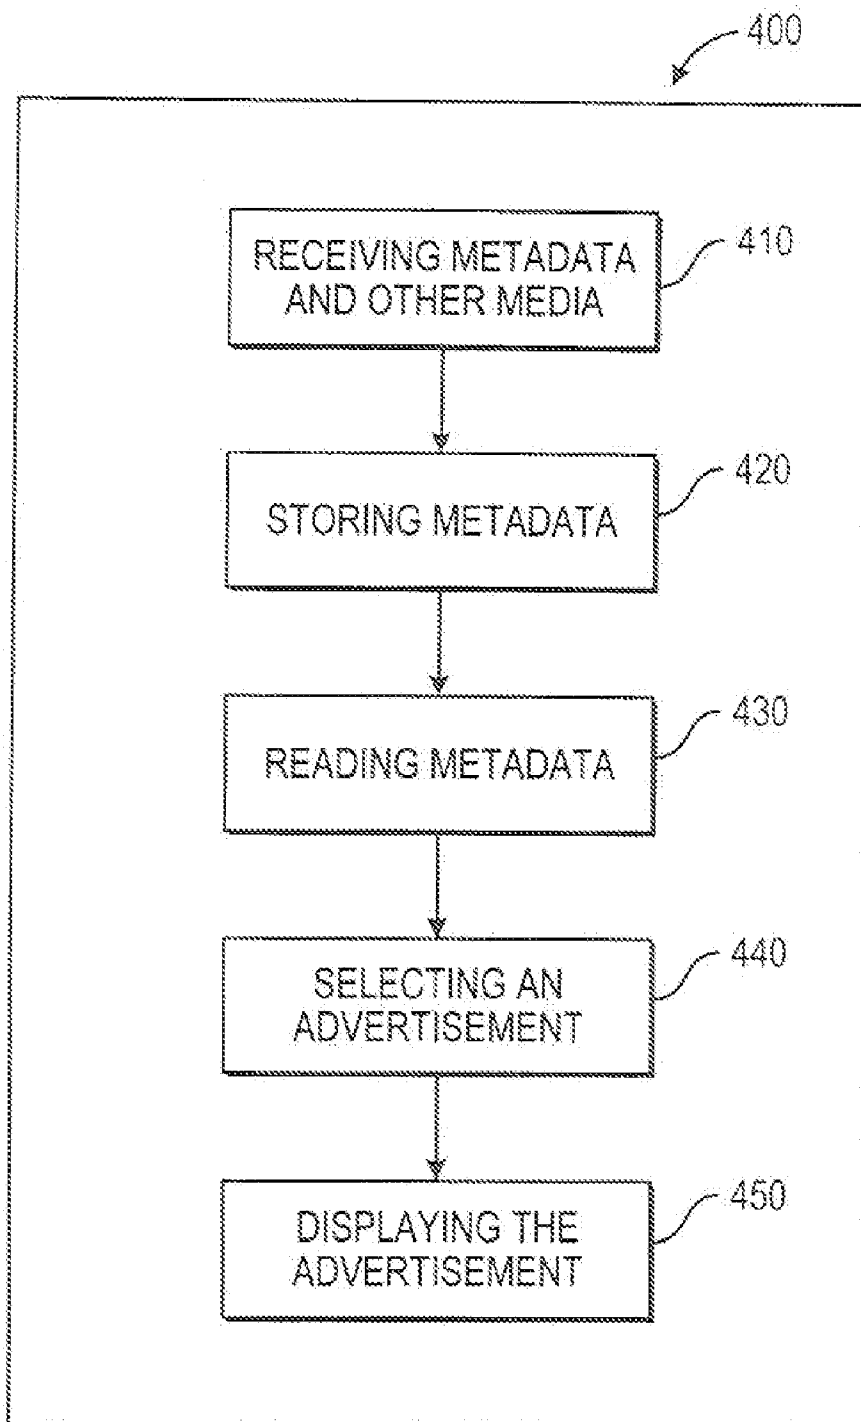 400
RECEIVING METADATA
AND OTHER MEDIA
410
STORING METADATA
420
READING METADATA
430
SELECTING AN
ADVERTISEMENT
440
DISPLAYING THE
ADVERTISEMENT
450